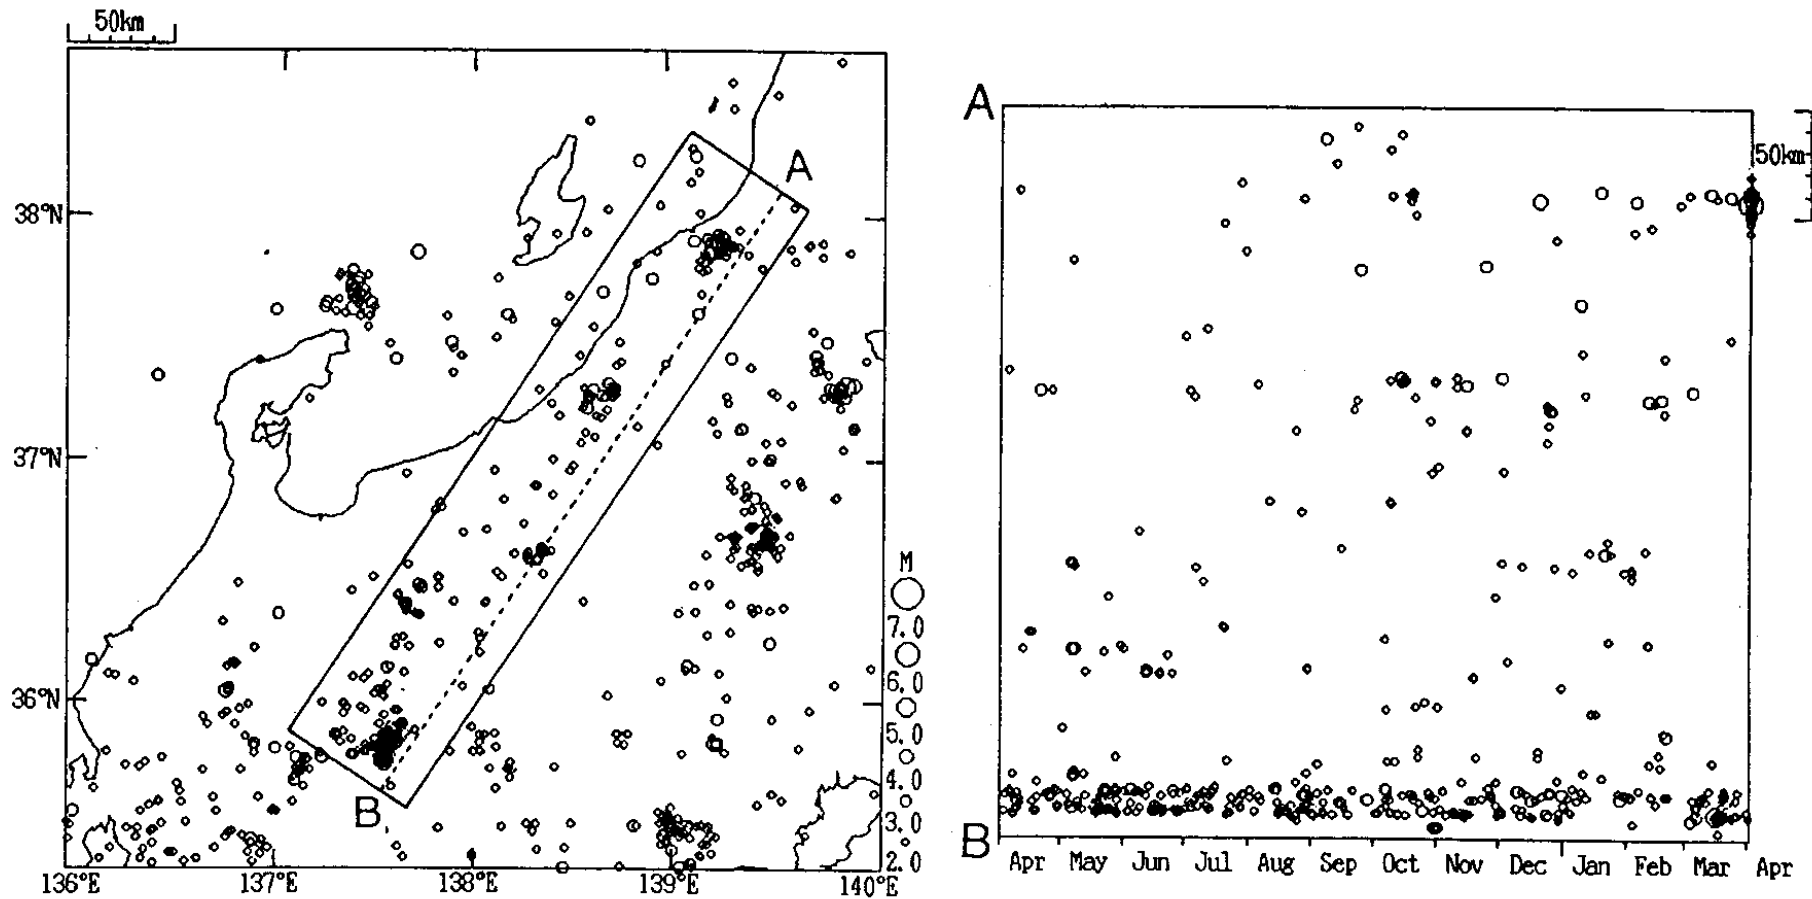 50km
A
38°N
37°N
36°N
B
136°E 137°E 138°E 139°E 140°E
M
7.0
6.0
5.0
4.0
3.0
2.0
A
50km
B
Apr May Jun Jul Aug Sep Oct Nov Dec Jan Feb Mar Apr